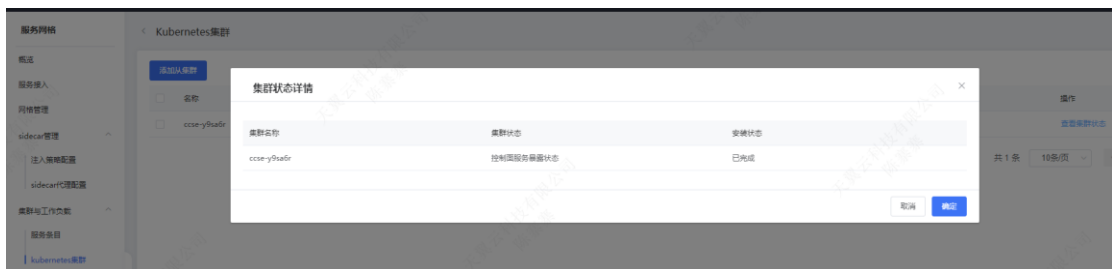 服务网格
概览
服务接入
网格管理
sidecar管理
注入策略配置
sidecar代理配置
集群与工作负载
服务条目
kubernetes集群
< Kubernetes集群
添加从集群
名称
操作
ccse-y9sa6r
查看集群状态
共 1 条 10条/页
集群状态详情
集群名称 集群状态 安装状态
ccse-y9sa6r 控制面服务暴露状态 已完成
取消 确定